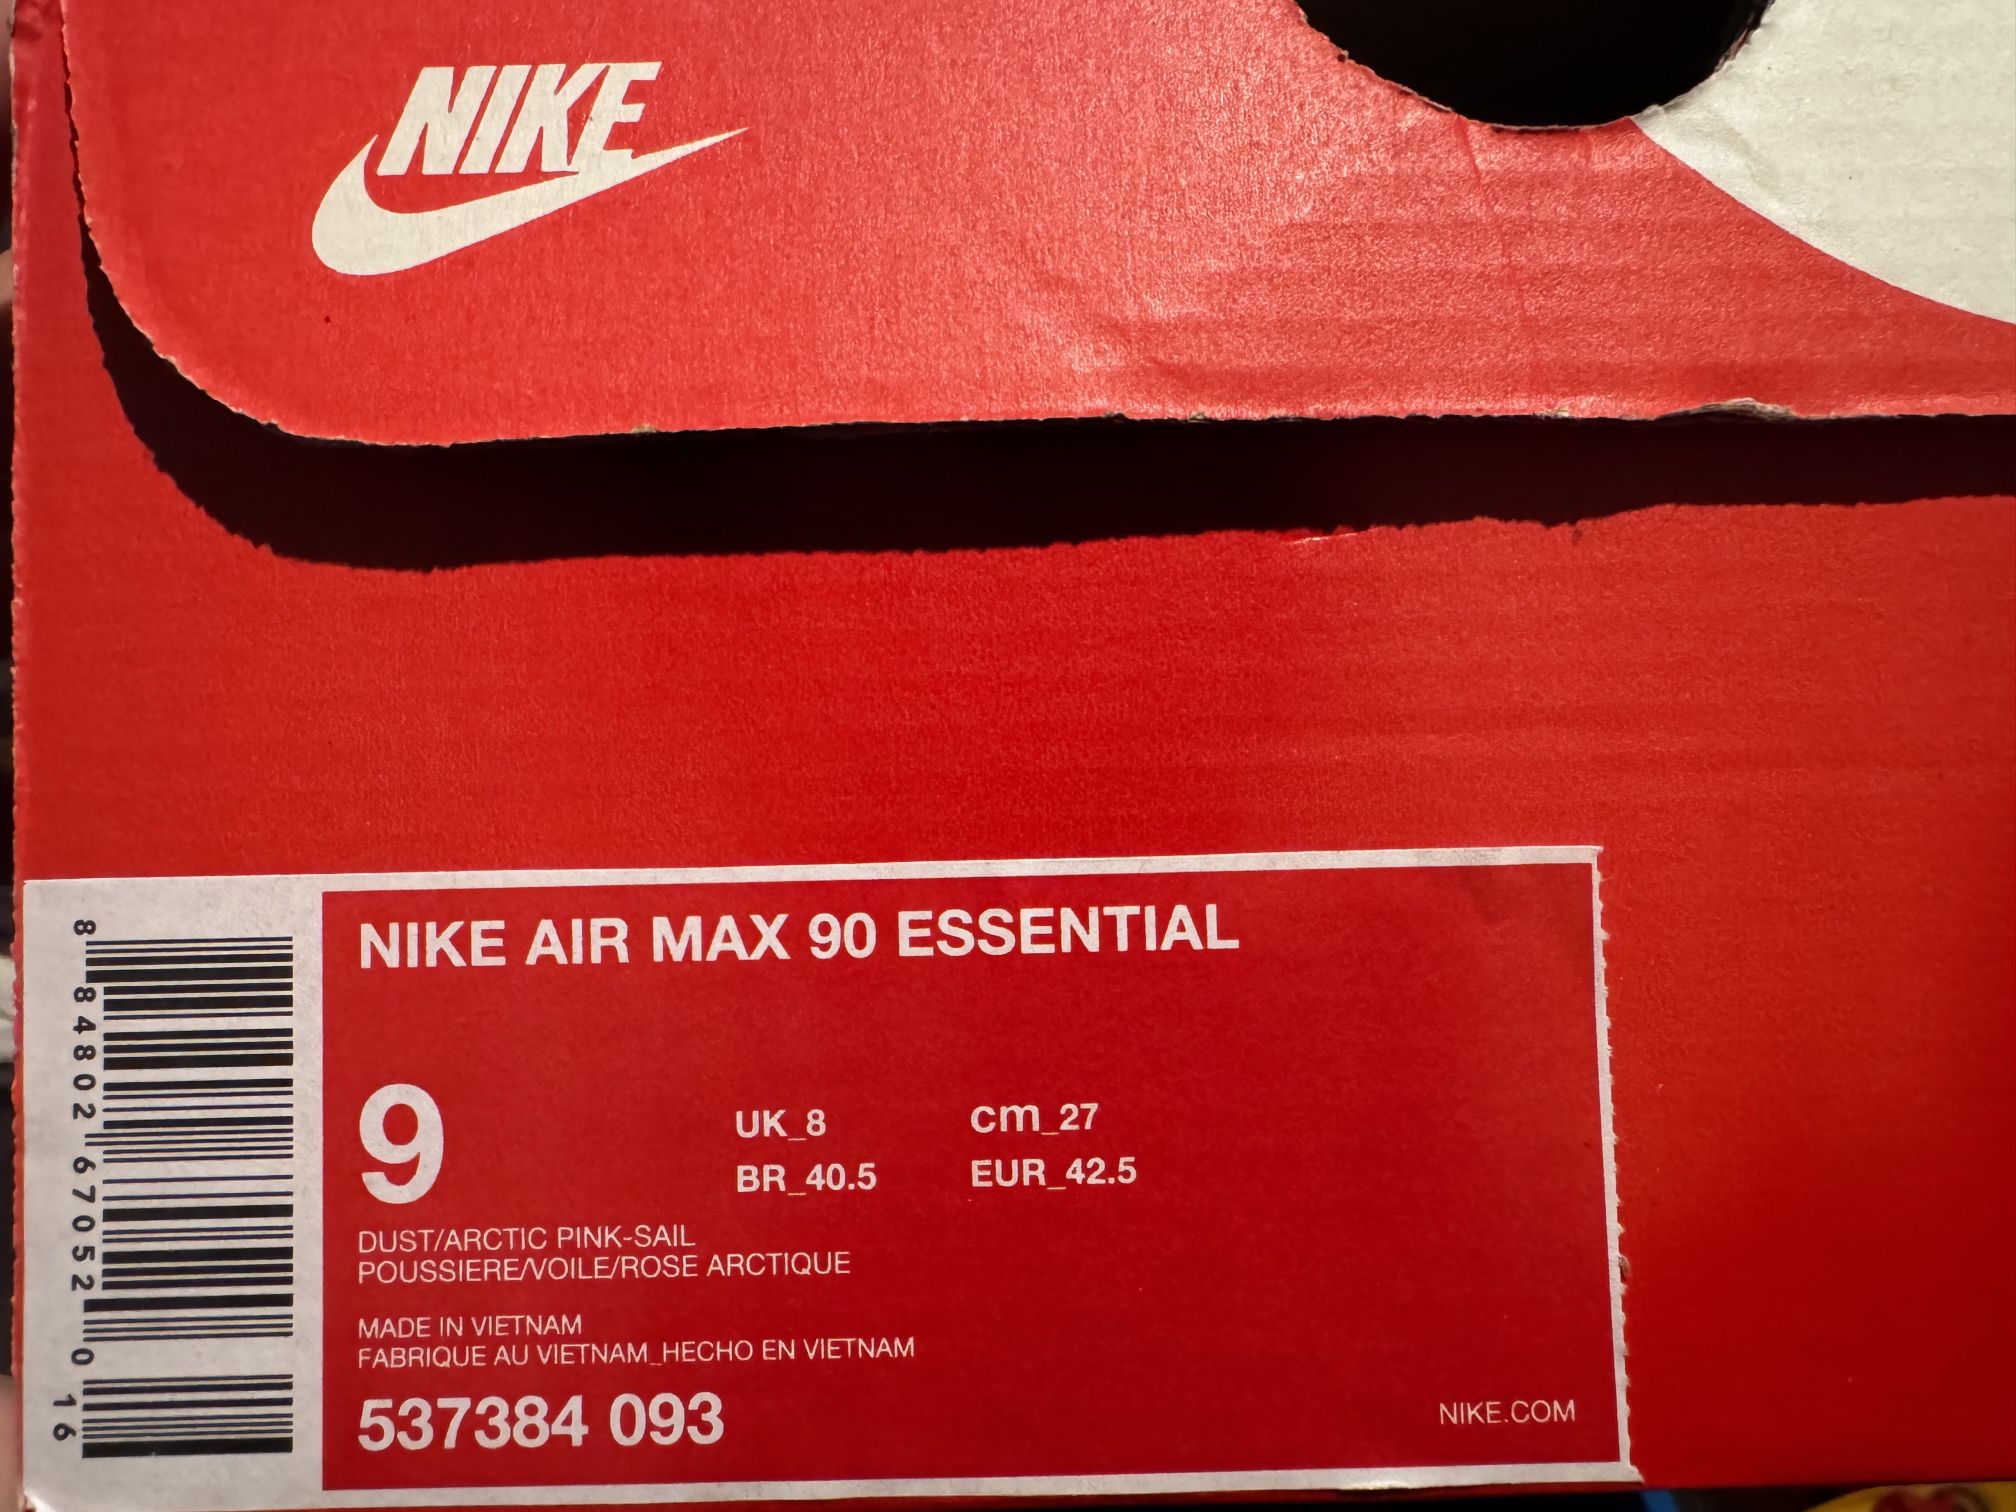 NIKE
NIKE AIR MAX 90 ESSENTIAL
9
UK_8
cm_27
BR_40.5
EUR_42.5
DUST/ARCTIC PINK-SAIL
POUSSIERE/VOILE/ROSE ARCTIQUE
MADE IN VIETNAM
FABRIQUE AU VIETNAM_HECHO EN VIETNAM
537384 093
NIKE.COM
8 84802 67052 0
16